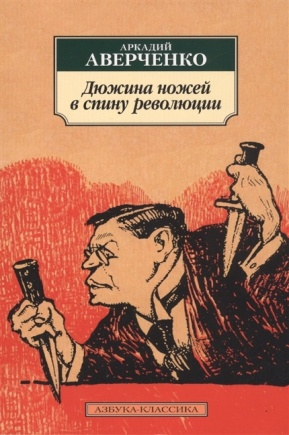 АРКАДИЙ
АВЕРЧЕНКО
Дюжина ножей
в спину революции
АЗБУКА-КЛАССИКА